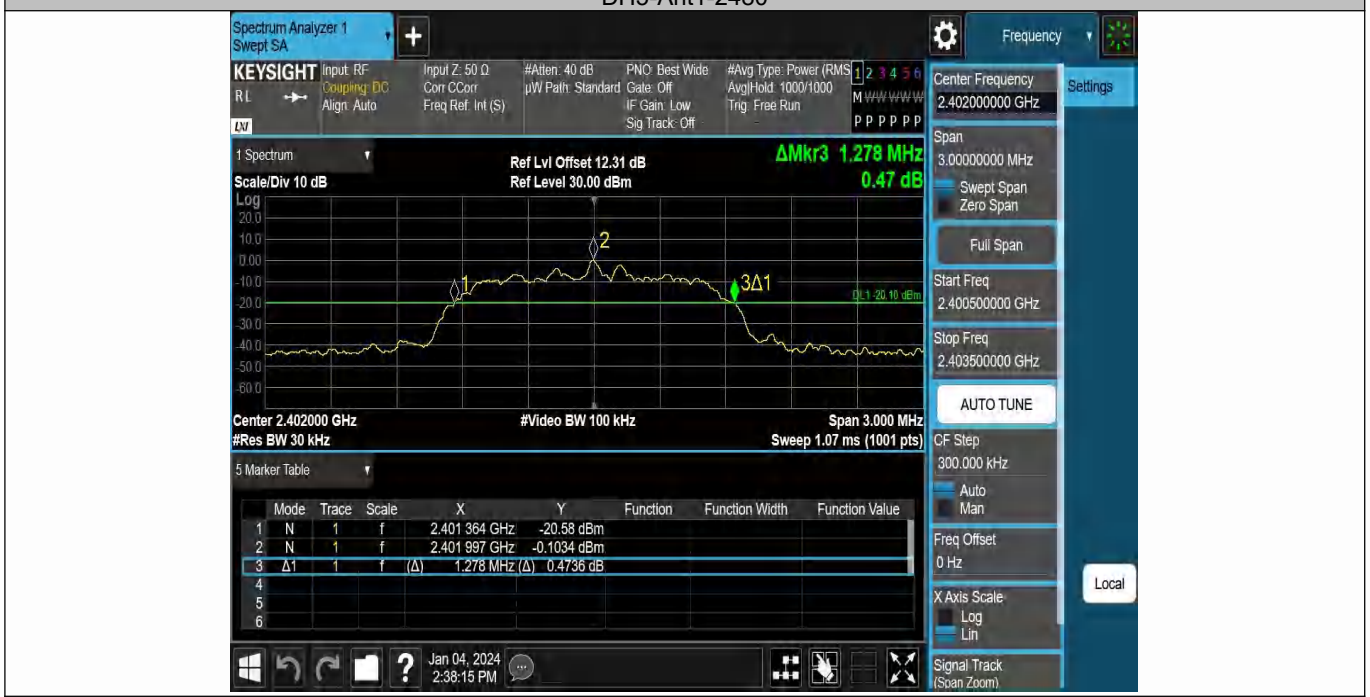 DH5-Ant1-2480
Spectrum Analyzer 1
Swept SA
Frequency
KEYSIGHT Input: RF Input Z: 50 Ω #Atten: 40 dB PNO: Best Wide #Avg Type: Power (RMS 1 2 3 4 5 6
RL Coupling: DC Corr CCorr µW Path: Standard Gate: Off Avg|Hold: 1000/1000 M W W W W W
Align: Auto Freq Ref: Int (S) IF Gain: Low Trig: Free Run
LXI Sig Track: Off P P P P P P
1 Spectrum
Ref Lvl Offset 12.31 dB
ΔMkr3 1.278 MHz
Scale/Div 10 dB
Ref Level 30.00 dBm
0.47 dB
Log
20.0
10.0
0.00
-10.0
-20.0
-30.0
-40.0
-50.0
-60.0
1
2
3Δ1
DL1 -20.10 dBm
Center 2.402000 GHz #Video BW 100 kHz Span 3.000 MHz
#Res BW 30 kHz Sweep 1.07 ms (1001 pts)
5 Marker Table
Mode Trace Scale X Y Function Function Width Function Value
1 N 1 f 2.401 364 GHz -20.58 dBm
2 N 1 f 2.401 997 GHz -0.1034 dBm
3 Δ1 1 f (Δ) 1.278 MHz (Δ) 0.4736 dB
4
5
6
Jan 04, 2024
2:38:15 PM
Center Frequency
2.402000000 GHz
Settings
Span
3.00000000 MHz
Swept Span
Zero Span
Full Span
Start Freq
2.400500000 GHz
Stop Freq
2.403500000 GHz
AUTO TUNE
CF Step
300.000 kHz
Auto
Man
Freq Offset
0 Hz
Local
X Axis Scale
Log
Lin
Signal Track
(Span Zoom)